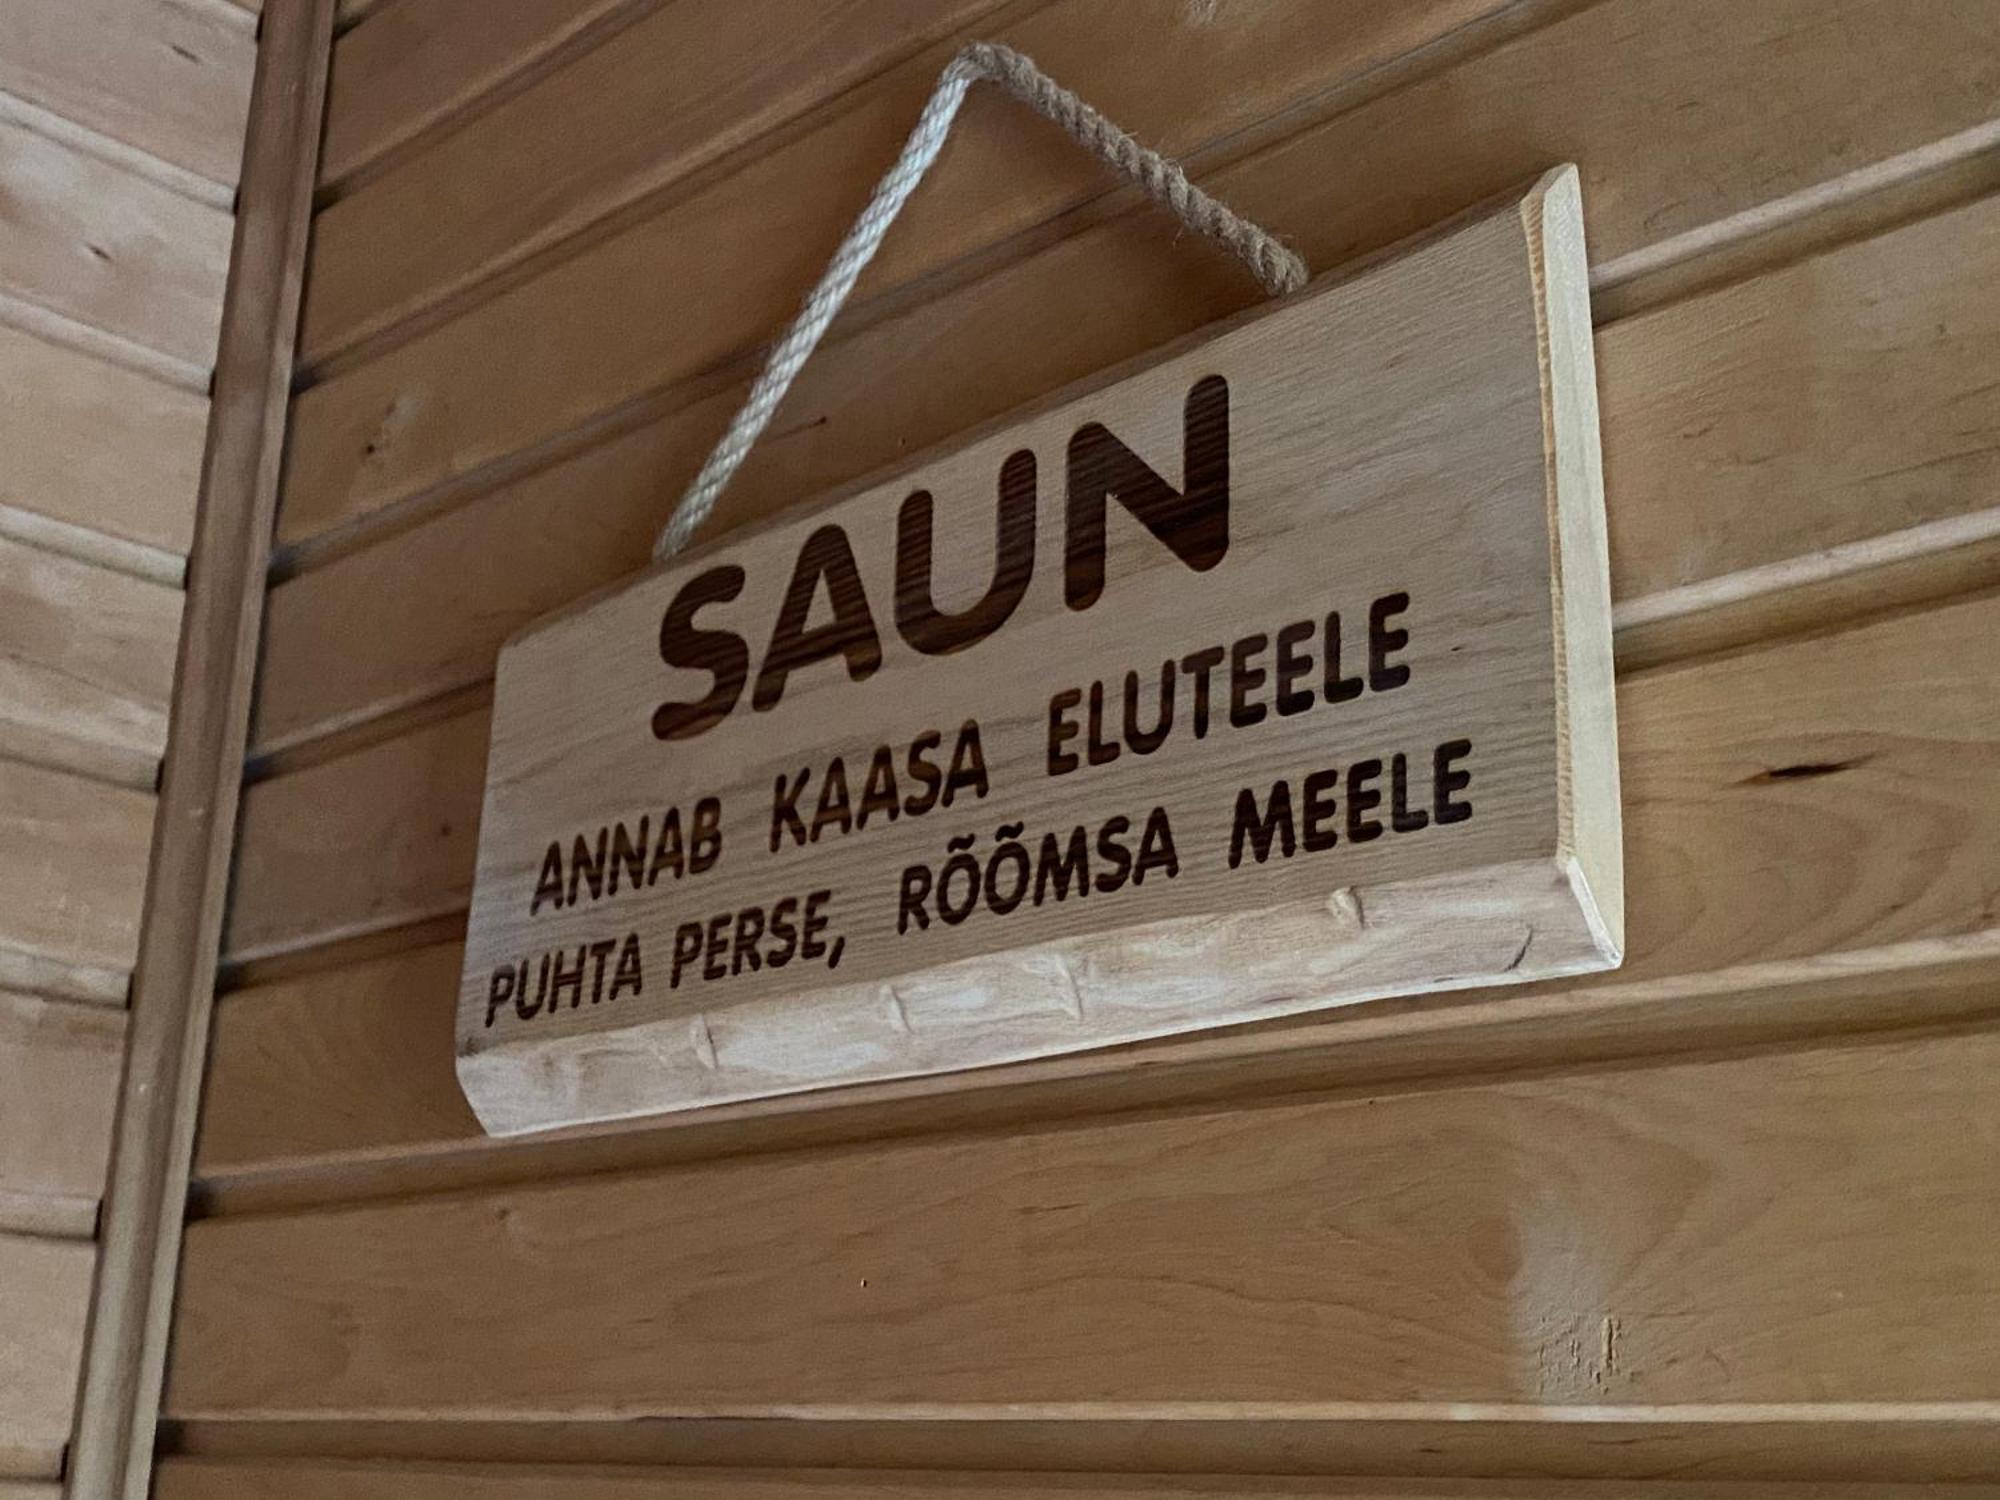 SAUN
ANNAB KAASA ELUTEELE
PUHTA PERSE, RÕÕMSA MEELE